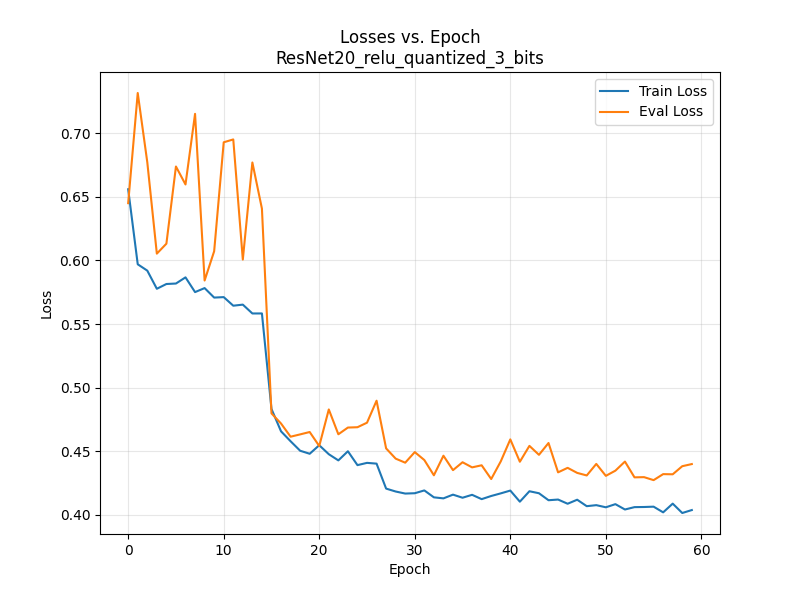 Losses vs. Epoch
ResNet20_relu_quantized_3_bits
Train Loss
Eval Loss
0.70
0.65
0.60
0.55
0.50
0.45
0.40
Loss
0 10 20 30 40 50 60
Epoch